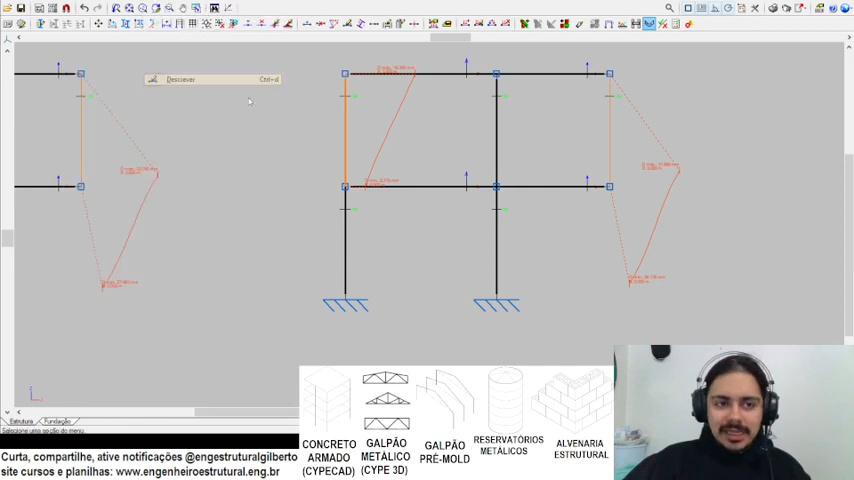 Descrever Ctrl+d
Estrutura Fundação
Selecione uma opção do menu.
CONCRETO
ARMADO
(CYPECAD)
GALPÃO
METÁLICO
(CYPE 3D)
GALPÃO
PRÉ-MOLD
RESERVATÓRIOS
METÁLICOS
ALVENARIA
ESTRUTURAL
Curta, compartilhe, ative notificações @engestruturalgilberto
site cursos e planilhas: www.engenheiroestrutural.eng.br